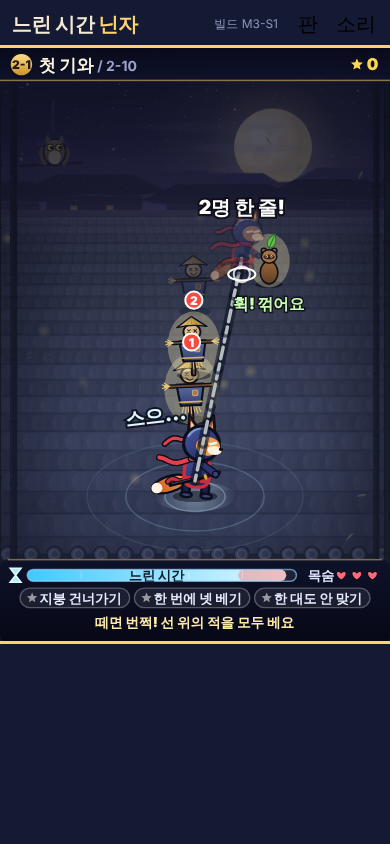 느린 시간 닌자 빌드 M3-S1 판 소리
2-1 첫 기와 / 2-10 ★ 0
2명 한 줄!
휙! 꺾어요
2
1
스으...
느린 시간 목숨
★ 지붕 건너가기 ★ 한 번에 넷 베기 ★ 한 대도 안 맞기
떼면 번쩍! 선 위의 적을 모두 베요